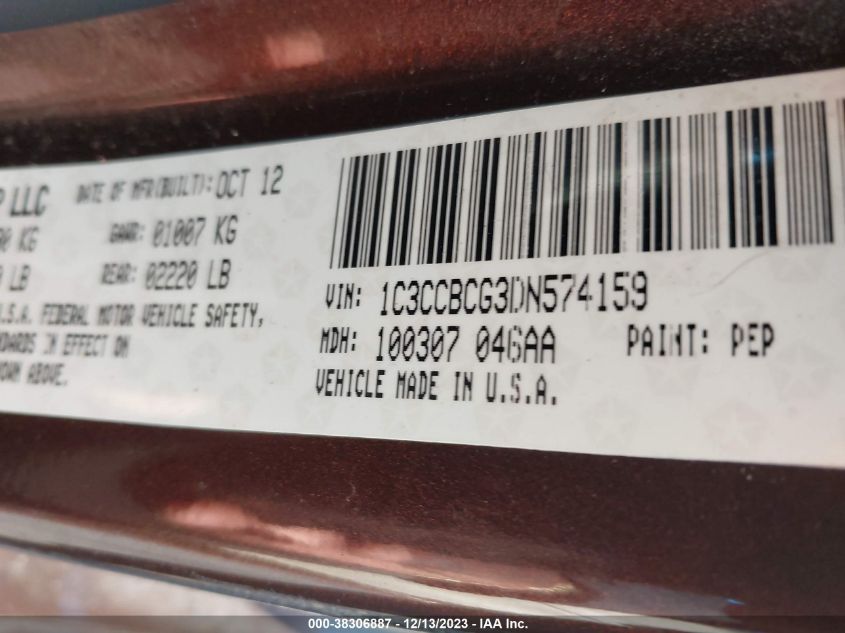 P LLC DATE OF MFR(BUILT): OCT 12
KG GAWR: 01007 KG
LB REAR: 02220 LB
U.S.A. FEDERAL MOTOR VEHICLE SAFETY,
IN EFFECT ON
ABOVE.
VIN: 1C3CCBCG3DN574159
MDH: 100307 046AA PAINT: PEP
VEHICLE MADE IN U.S.A.
000-38306887 - 12/13/2023 - IAA Inc.